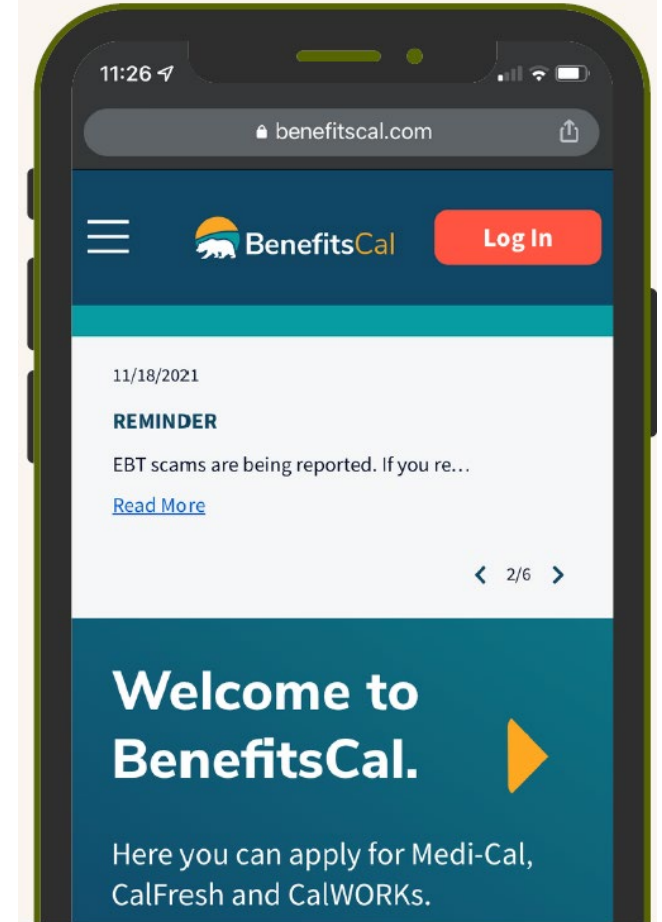 11:26
benefitscal.com
BenefitsCal
Log In
11/18/2021
REMINDER
EBT scams are being reported. If you re...
Read More
2/6
Welcome to
BenefitsCal.
Here you can apply for Medi-Cal,
CalFresh and CalWORKs.